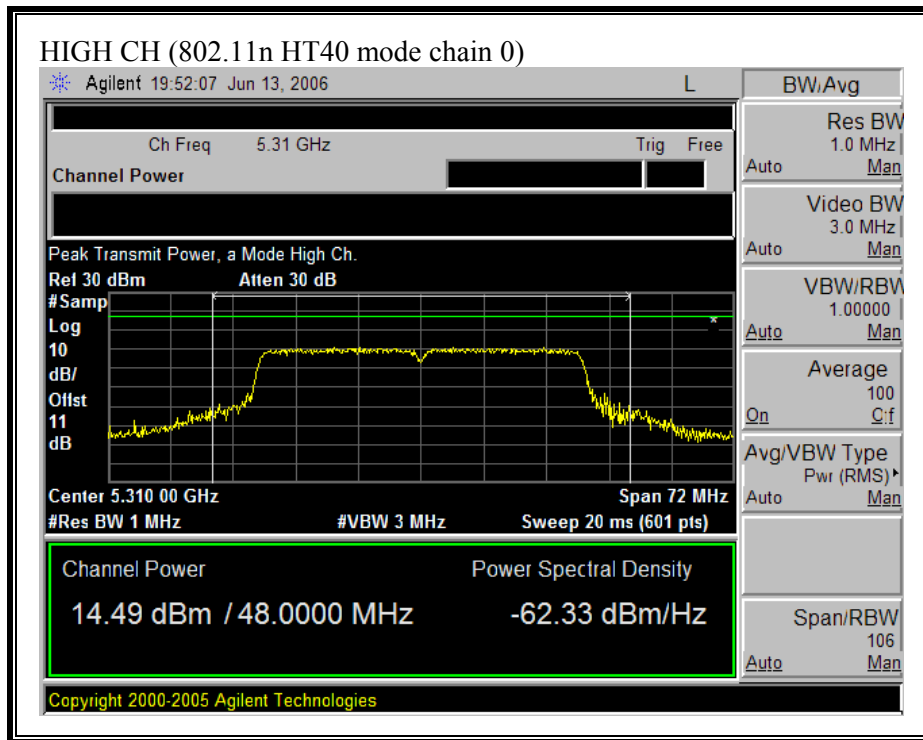 HIGH CH (802.11n HT40 mode chain 0)
Agilent 19:52:07 Jun 13, 2006 L
BW/Avg
Ch Freq 5.31 GHz Trig Free
Channel Power
Res BW
1.0 MHz
Auto Man
Video BW
3.0 MHz
Auto Man
VBW/RBW
1.00000
Auto Man
Average
100
On
Avg/VBW Type
Pwr (RMS)
Auto Man
Span/RBW
106
Auto Man
Peak Transmit Power, a Mode High Ch.
Ref 30 dBm Atten 30 dB
#Samp
Log
10
dB/
Offst
11
dB
Center 5.310 00 GHz Span 72 MHz
#Res BW 1 MHz #VBW 3 MHz Sweep 20 ms (601 pts)
Channel Power Power Spectral Density
14.49 dBm / 48.0000 MHz -62.33 dBm/Hz
Copyright 2000-2005 Agilent Technologies